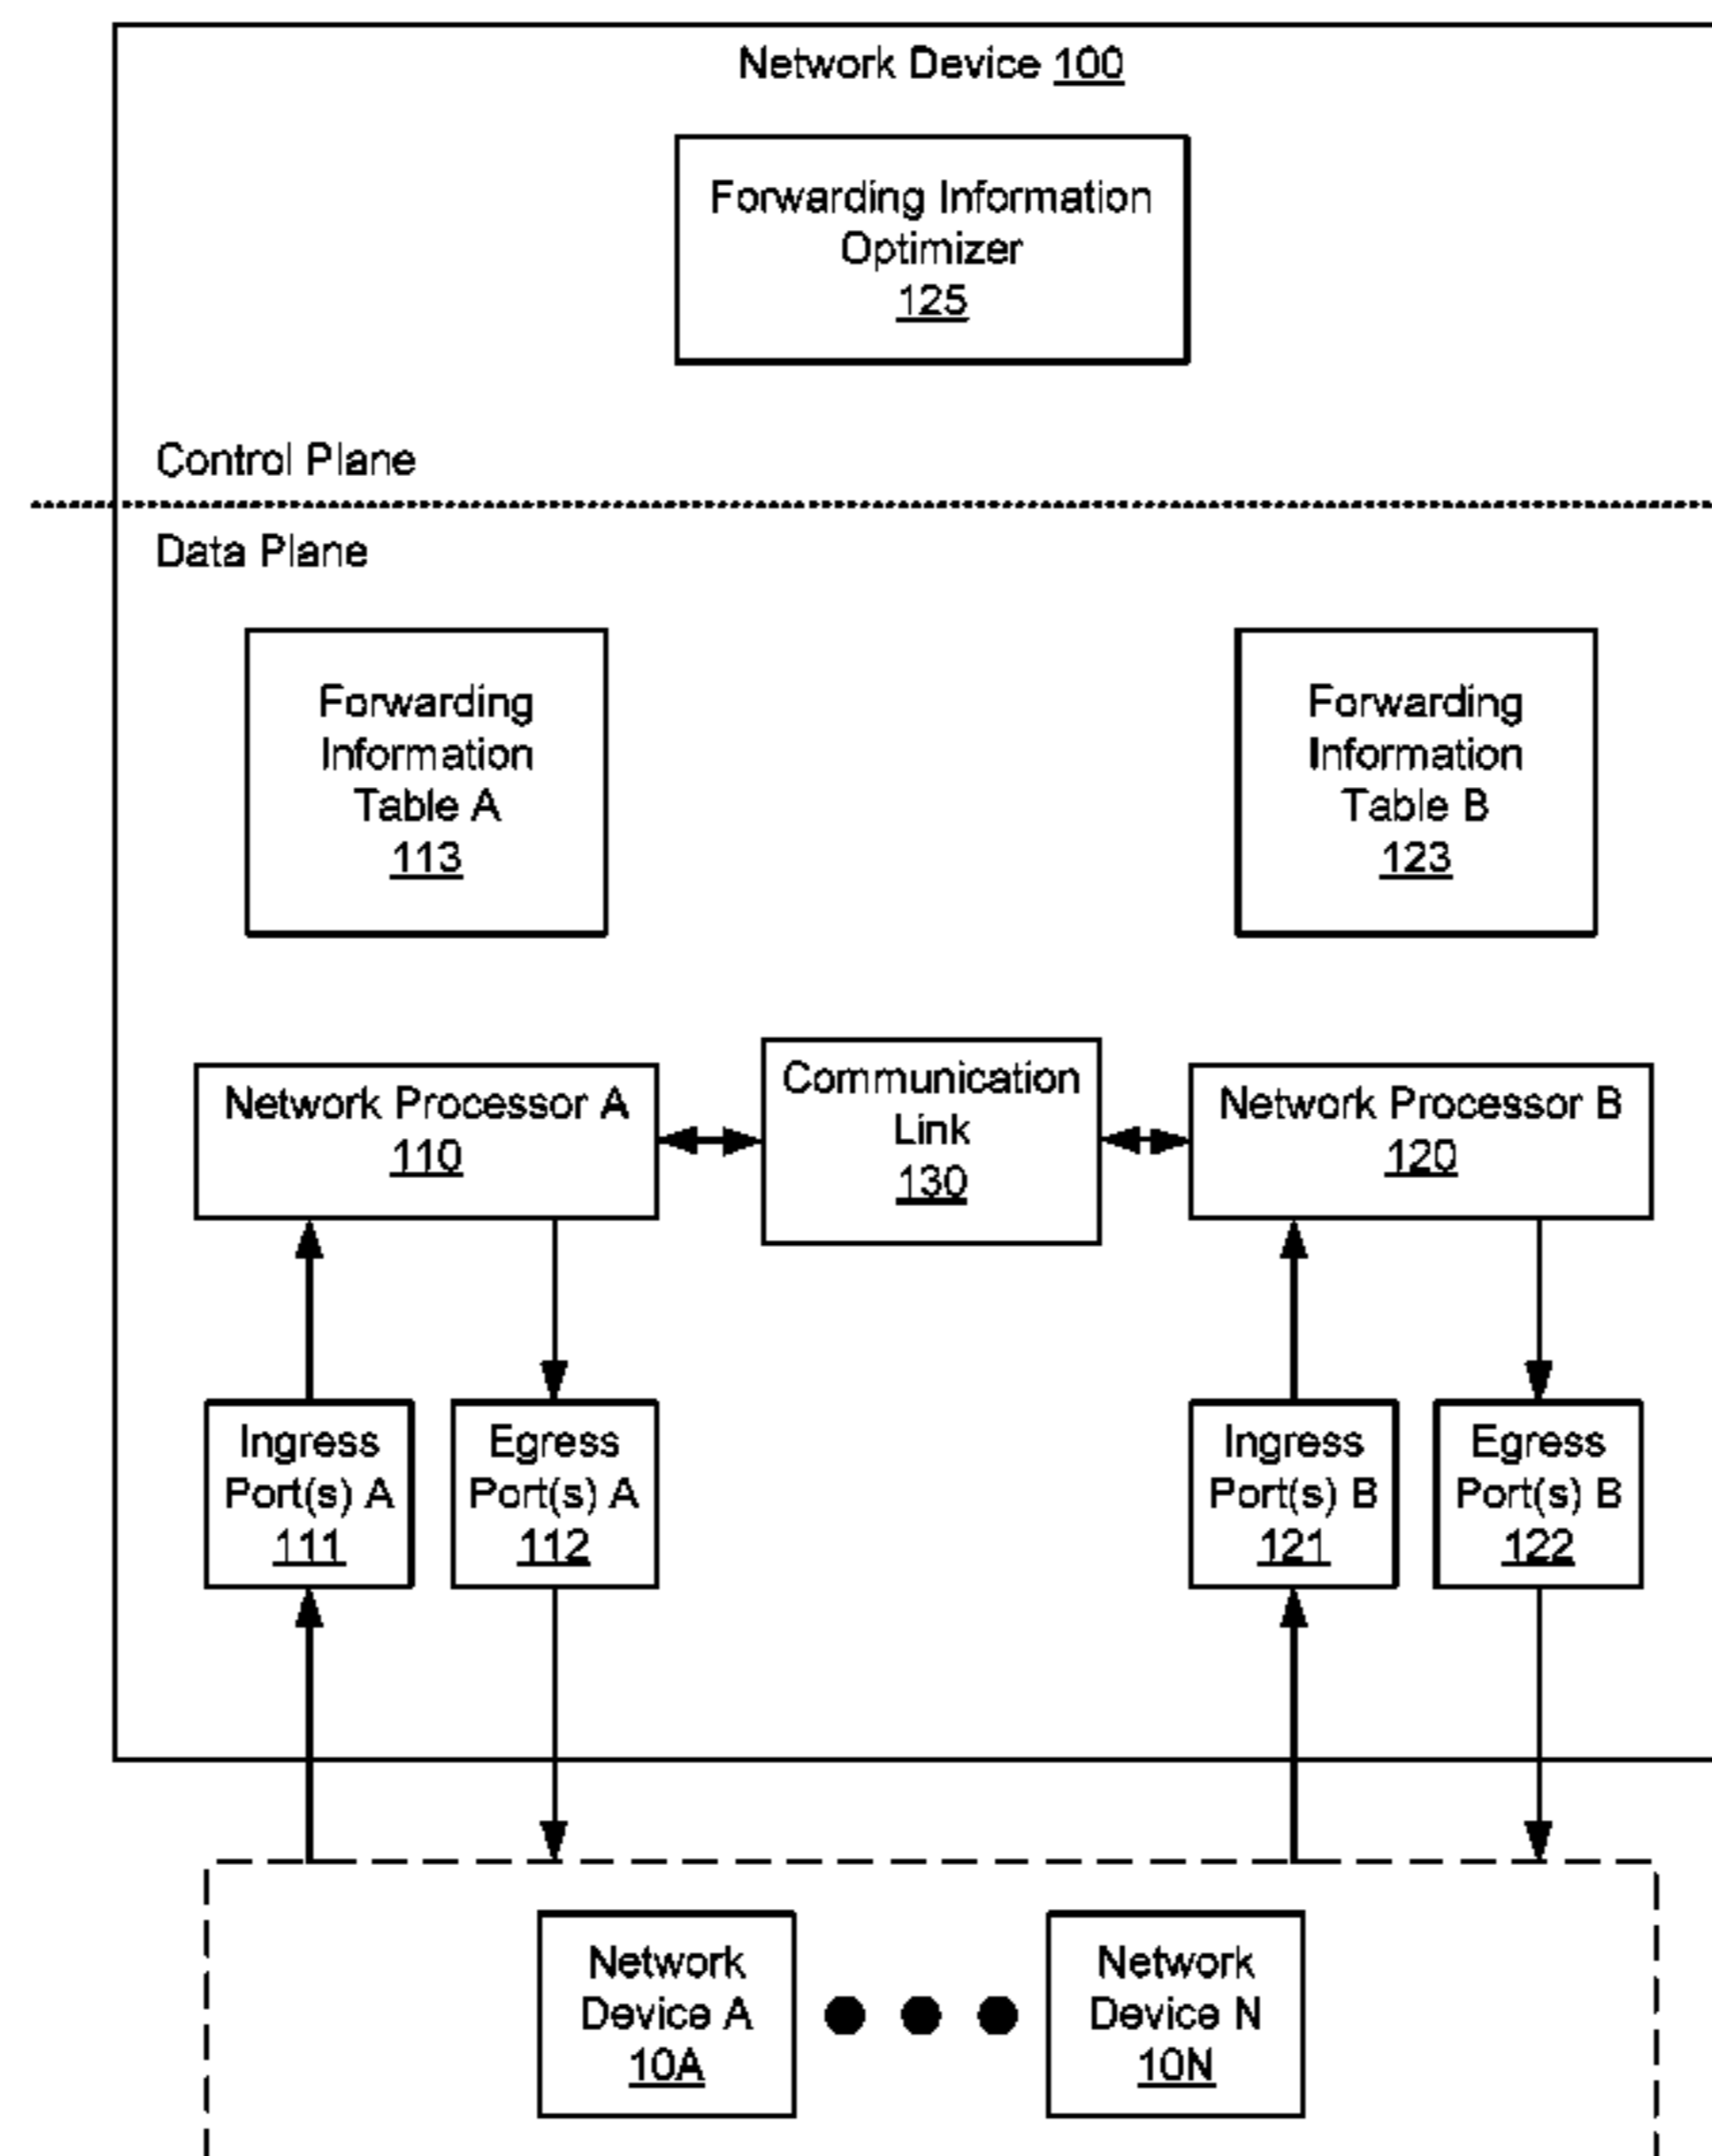 Network Device 100
Forwarding Information
Optimizer
125
Control Plane
Data Plane
Forwarding
Information
Table A
113
Forwarding
Information
Table B
123
Network Processor A
110
Communication
Link
130
Network Processor B
120
Ingress
Port(s) A
111
Egress
Port(s) A
112
Ingress
Port(s) B
121
Egress
Port(s) B
122
Network
Device A
10A
Network
Device N
10N